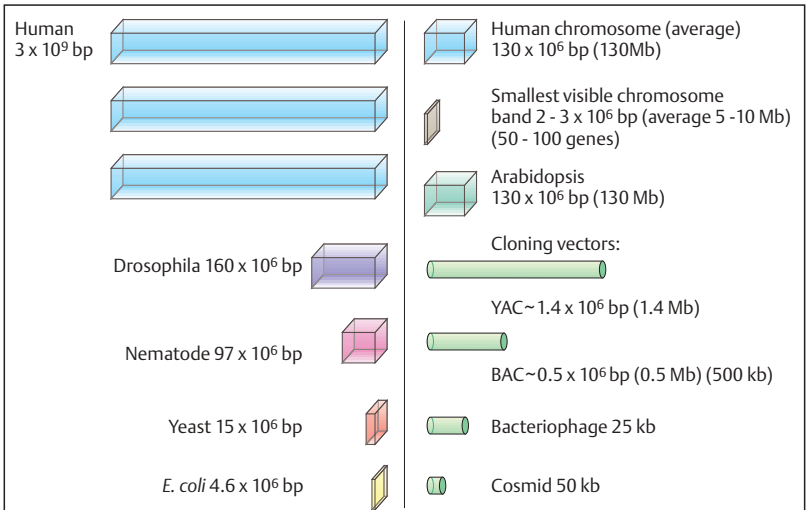 Human
3 x 10⁹ bp
Drosophila 160 x 10⁶ bp
Nematode 97 x 10⁶ bp
Yeast 15 x 10⁶ bp
E. coli 4.6 x 10⁶ bp
Human chromosome (average)
130 x 10⁶ bp (130Mb)
Smallest visible chromosome
band 2 - 3 x 10⁶ bp (average 5 -10 Mb)
(50 - 100 genes)
Arabidopsis
130 x 10⁶ bp (130 Mb)
Cloning vectors:
YAC~1.4 x 10⁶ bp (1.4 Mb)
BAC~0.5 x 10⁶ bp (0.5 Mb) (500 kb)
Bacteriophage 25 kb
Cosmid 50 kb